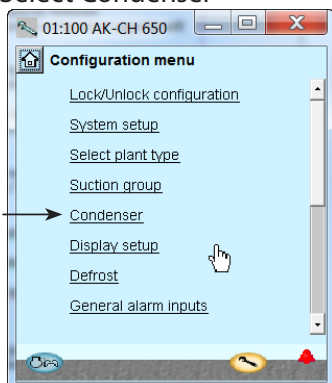 Select Condenser
01:100 AK-CH 650
Configuration menu
Lock/Unlock configuration
System setup
Select plant type
Suction group
Condenser
Display setup
Defrost
General alarm inputs